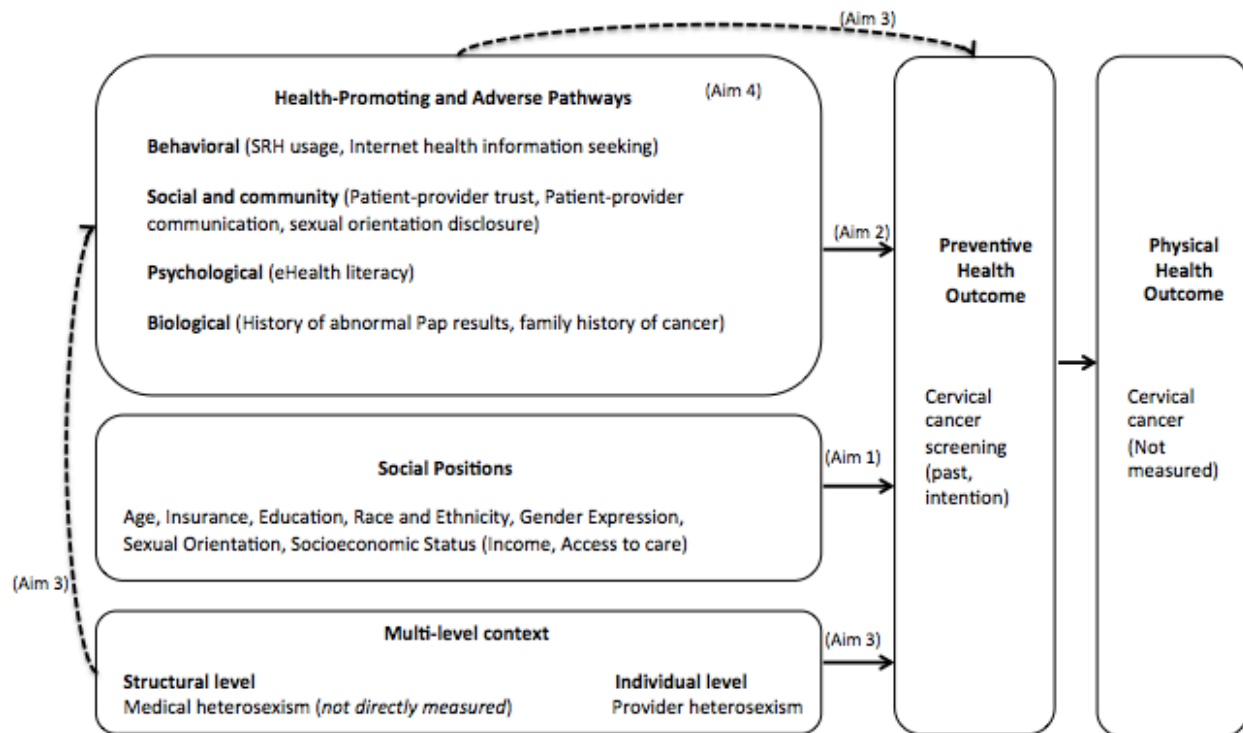 (Aim 3)
Health-Promoting and Adverse Pathways
(Aim 4)
Behavioral (SRH usage, Internet health information seeking)
Social and community (Patient-provider trust, Patient-provider
communication, sexual orientation disclosure)
Psychological (eHealth literacy)
Biological (History of abnormal Pap results, family history of cancer)
(Aim 2)
Social Positions
Age, Insurance, Education, Race and Ethnicity, Gender Expression,
Sexual Orientation, Socioeconomic Status (Income, Access to care)
(Aim 1)
(Aim 3)
Multi-level context
Structural level
Medical heterosexism (not directly measured)
Individual level
Provider heterosexism
(Aim 3)
Preventive
Health
Outcome
Cervical
cancer
screening
(past,
intention)
Physical
Health
Outcome
Cervical
cancer
(Not
measured)